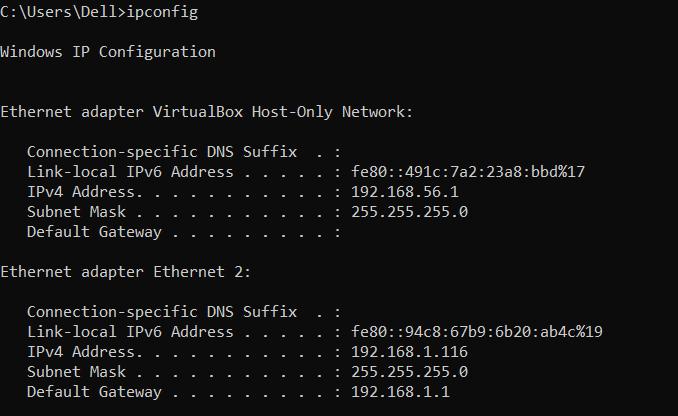 C:\Users\Dell>ipconfig
Windows IP Configuration
Ethernet adapter VirtualBox Host-Only Network:
Connection-specific DNS Suffix  . :
Link-local IPv6 Address . . . . . : fe80::491c:7a2:23a8:bbd%17
IPv4 Address. . . . . . . . . . . : 192.168.56.1
Subnet Mask . . . . . . . . . . . : 255.255.255.0
Default Gateway . . . . . . . . . :
Ethernet adapter Ethernet 2:
Connection-specific DNS Suffix  . :
Link-local IPv6 Address . . . . . : fe80::94c8:67b9:6b20:ab4c%19
IPv4 Address. . . . . . . . . . . : 192.168.1.116
Subnet Mask . . . . . . . . . . . : 255.255.255.0
Default Gateway . . . . . . . . . : 192.168.1.1